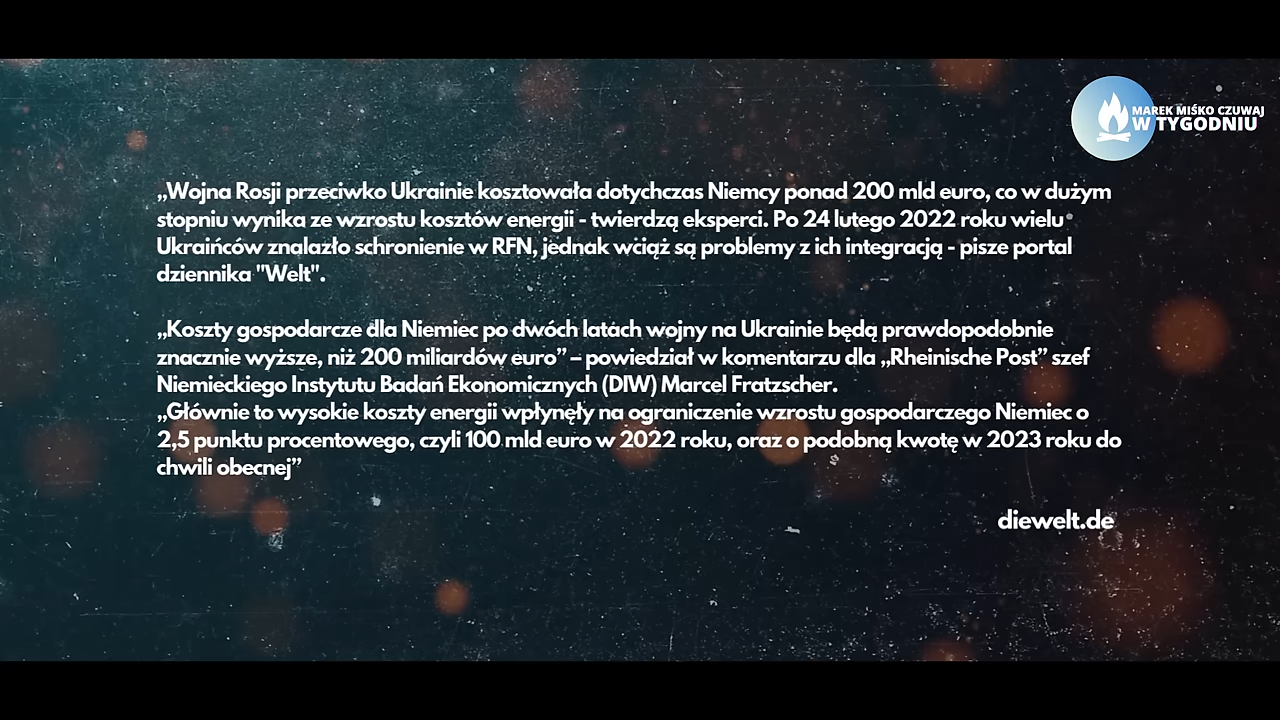 MAREK MIŚKO CZUWAJ
W TYGODNIU
„Wojna Rosji przeciwko Ukrainie kosztowała dotychczas Niemcy ponad 200 mld euro, co w dużym
stopniu wynika ze wzrostu kosztów energii - twierdzą eksperci. Po 24 lutego 2022 roku wielu
Ukraińców znalazło schronienie w RFN, jednak wciąż są problemy z ich integracją - pisze portal
dziennika "Welt".
„Koszty gospodarcze dla Niemiec po dwóch latach wojny na Ukrainie będą prawdopodobnie
znacznie wyższe, niż 200 miliardów euro” – powiedział w komentarzu dla „Rheinische Post” szef
Niemieckiego Instytutu Badań Ekonomicznych (DIW) Marcel Fratzscher.
„Głównie to wysokie koszty energii wpłynęły na ograniczenie wzrostu gospodarczego Niemiec o
2,5 punktu procentowego, czyli 100 mld euro w 2022 roku, oraz o podobną kwotę w 2023 roku do
chwili obecnej”
diewelt.de